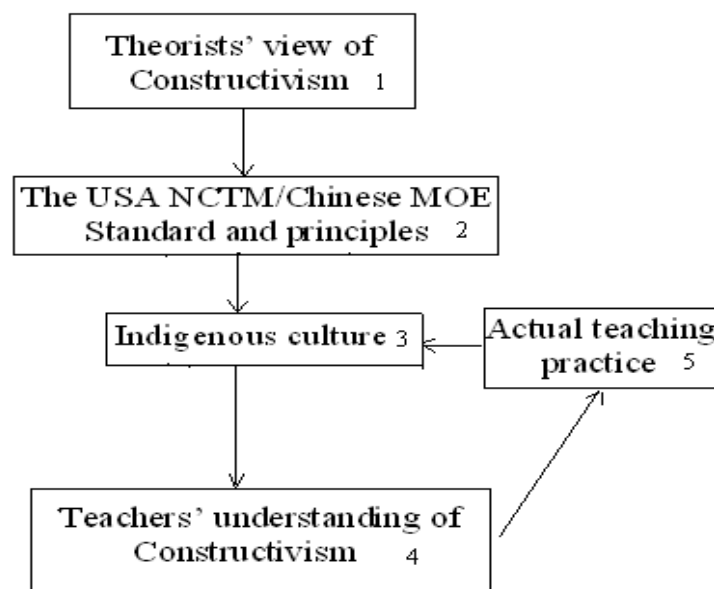 Theorists' view of
Constructivism 1
The USA NCTM/Chinese MOE
Standard and principles 2
Indigenous culture 3
Actual teaching
practice 5
Teachers' understanding of
Constructivism 4